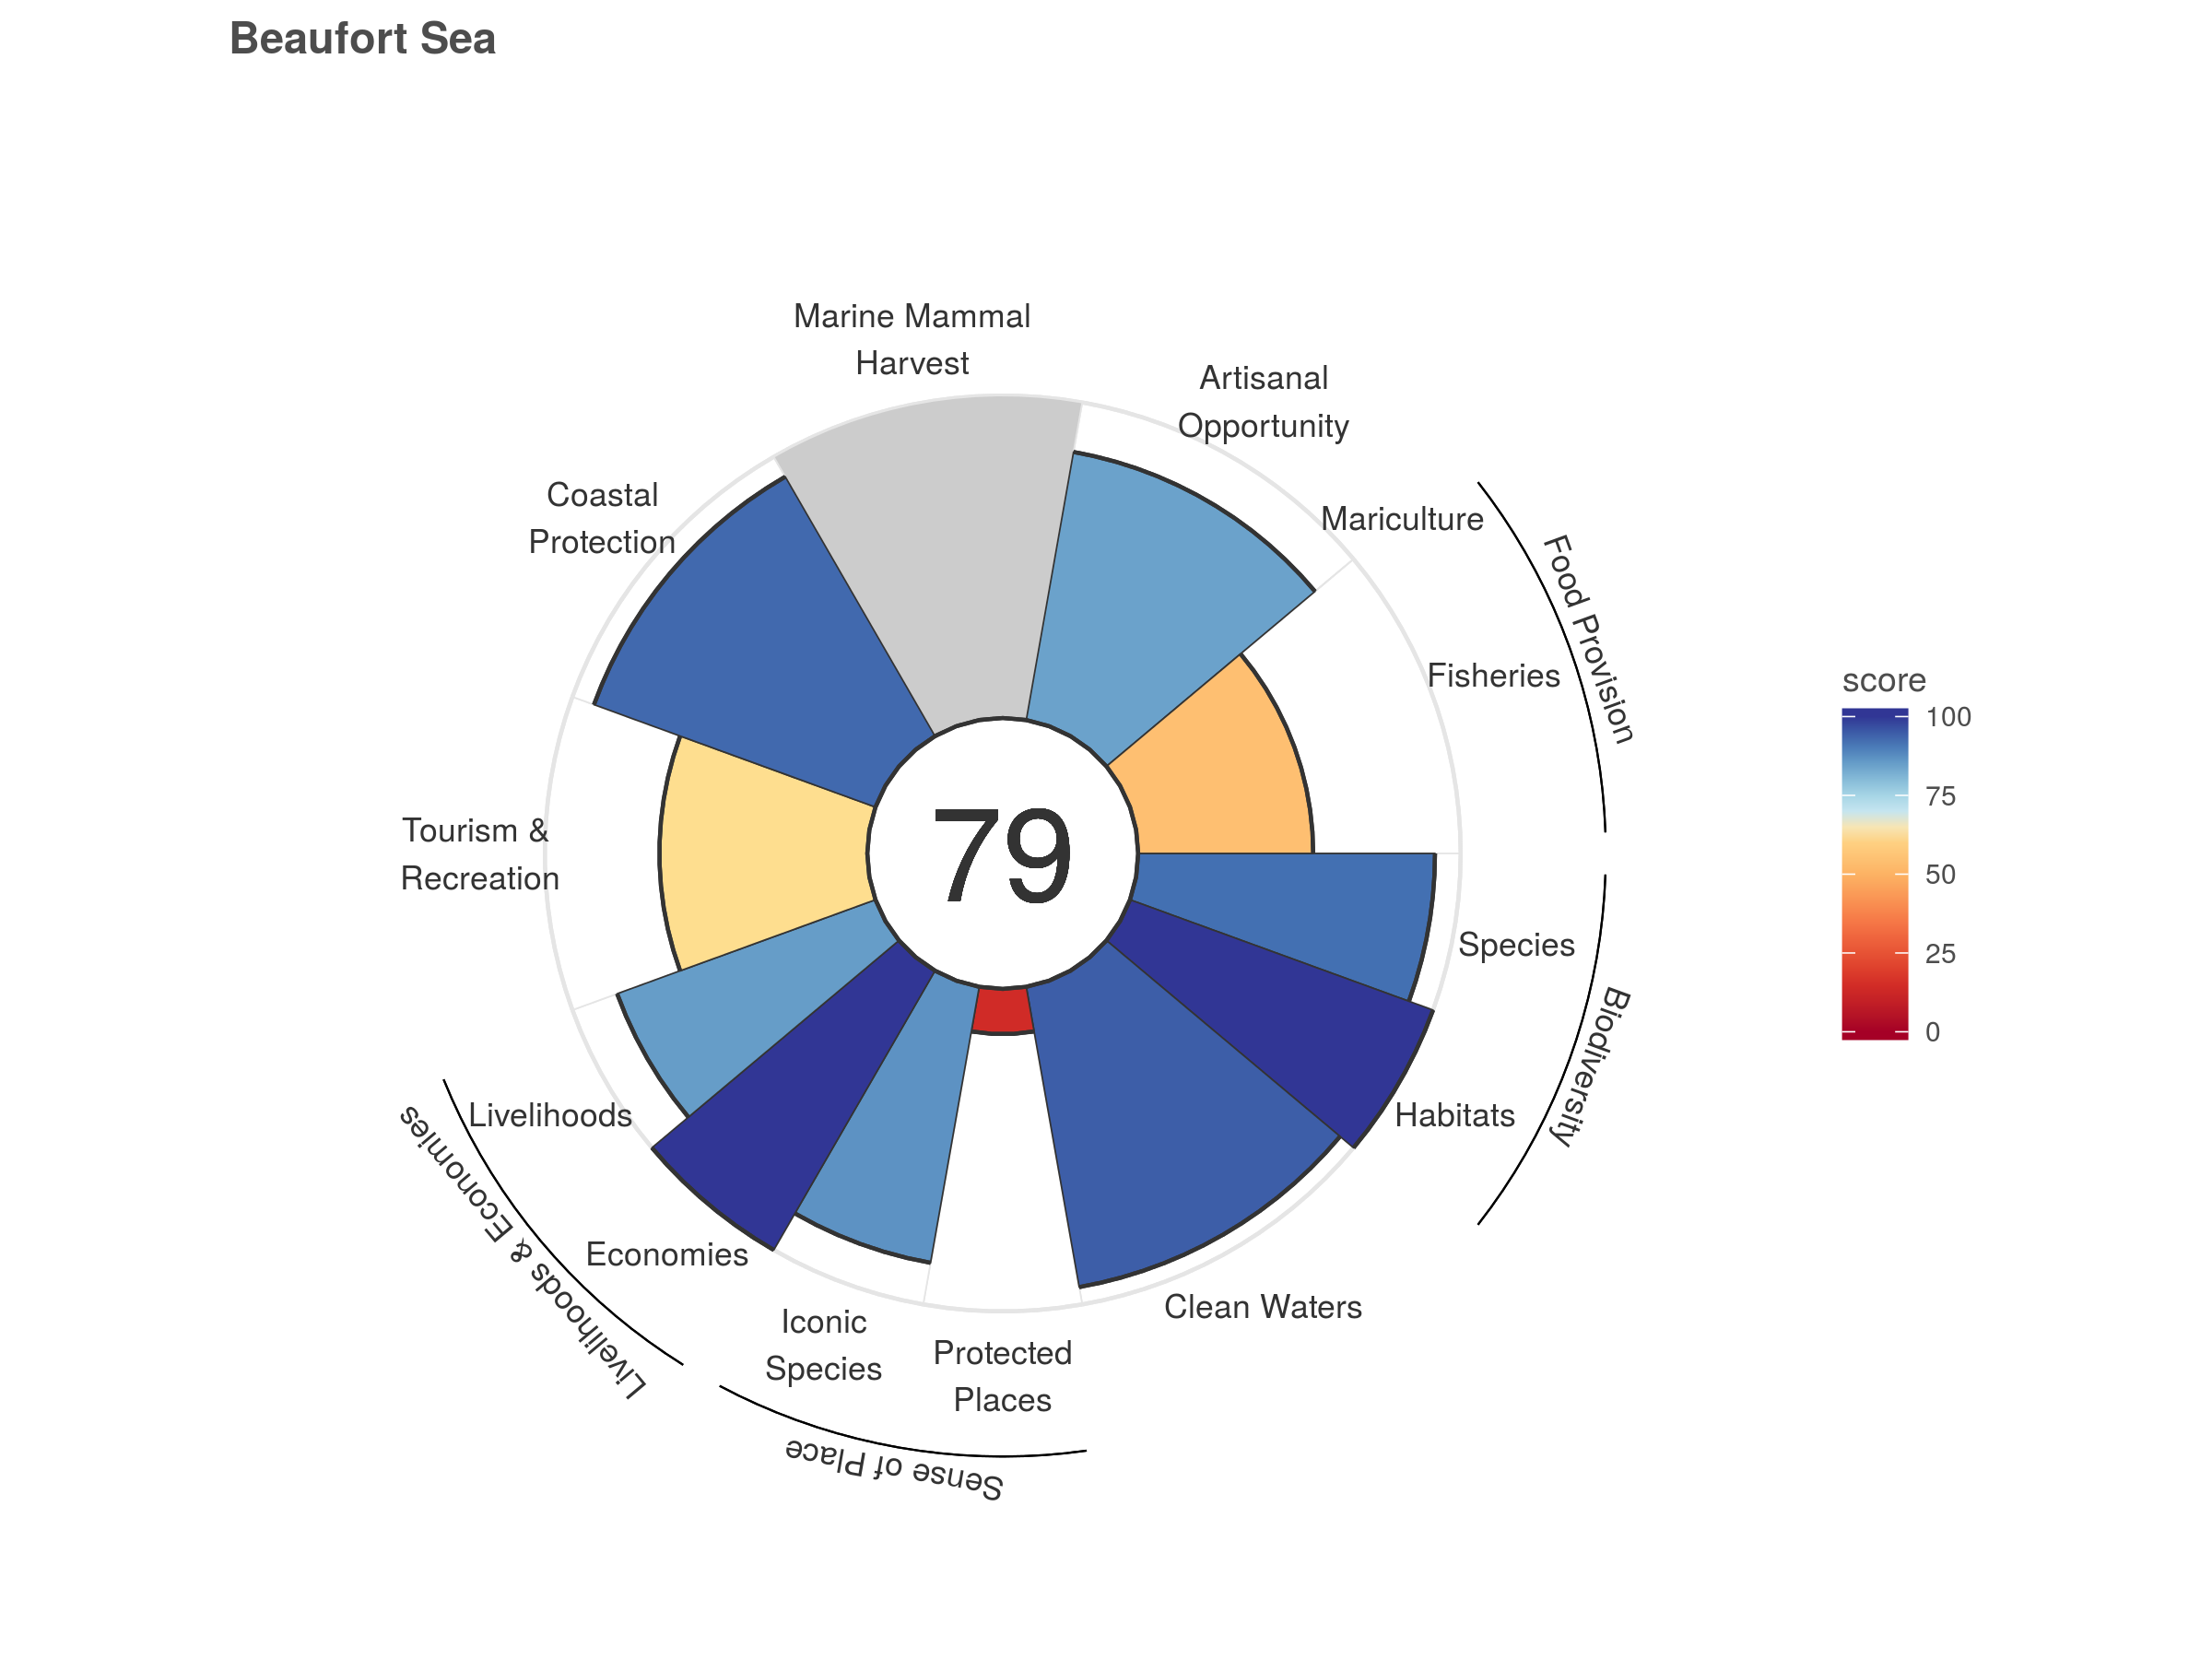 Beaufort Sea
Marine Mammal
Harvest
Artisanal
Opportunity
Coastal
Protection
Mariculture
Food Provision
Fisheries
score
100
75
50
25
0
79
Tourism &
Recreation
Species
Biodiversity
Livelihoods
Habitats
Livelihoods & Economies
Economies
Clean Waters
Iconic
Species
Protected
Places
Sense of Place